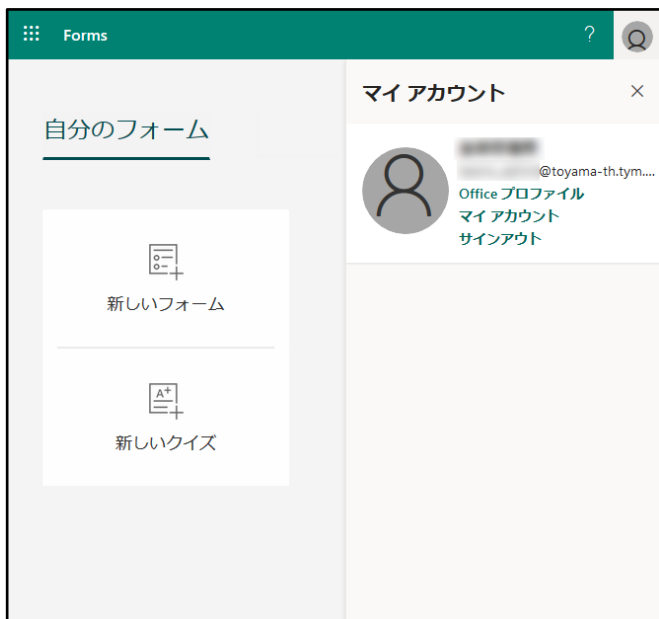 Forms
?
マイ アカウント
自分のフォーム
@toyama-th.tym....
Office プロファイル
マイ アカウント
サインアウト
新しいフォーム
A+
新しいクイズ